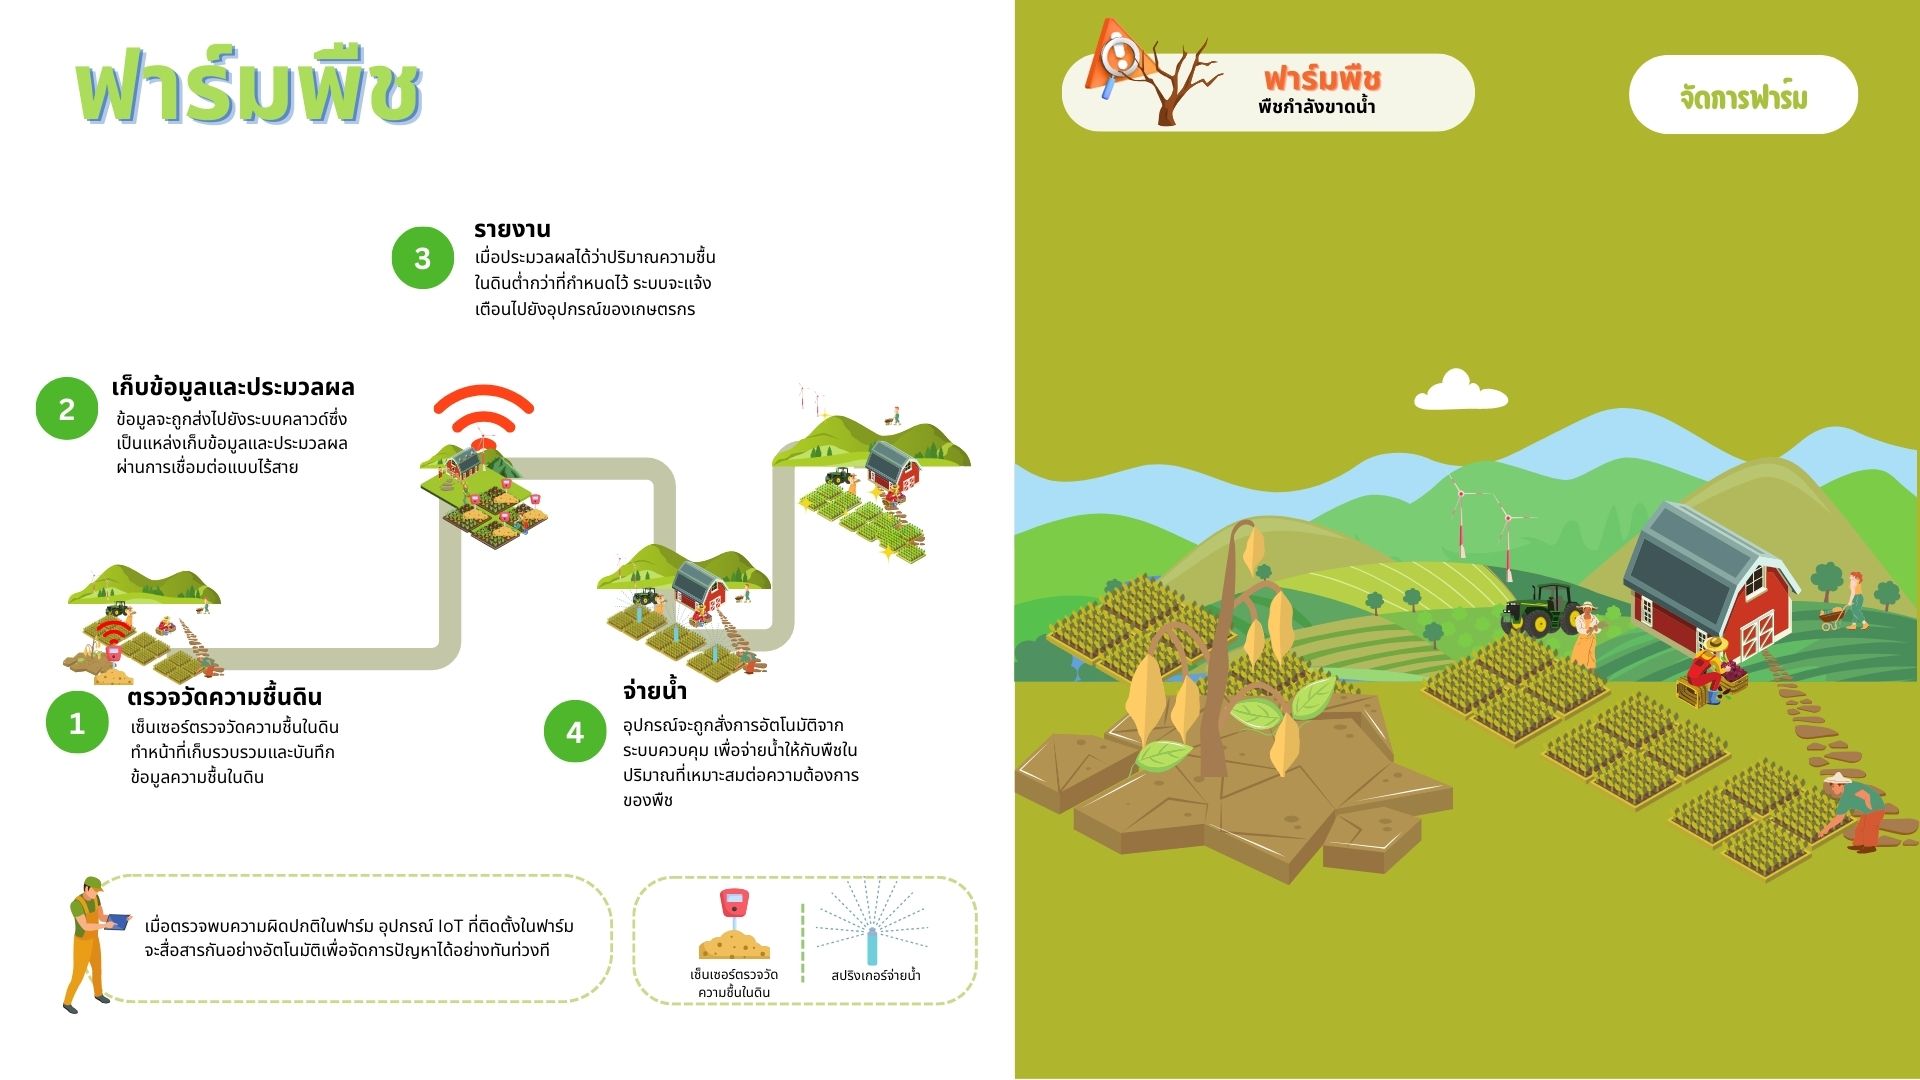 ฟาร์มพืช
3
รายงาน
เมื่อประมวลผลได้ว่าปริมาณความชื้น
ในดินต่ำกว่าที่กำหนดไว้ ระบบจะแจ้ง
เตือนไปยังอุปกรณ์ของเกษตรกร
2
เก็บข้อมูลและประมวลผล
ข้อมูลจะถูกส่งไปยังระบบคลาวด์ซึ่ง
เป็นแหล่งเก็บข้อมูลและประมวลผล
ผ่านการเชื่อมต่อแบบไร้สาย
1
ตรวจวัดความชื้นดิน
เซ็นเซอร์ตรวจวัดความชื้นในดิน
ทำหน้าที่เก็บรวบรวมและบันทึก
ข้อมูลความชื้นในดิน
4
จ่ายน้ำ
อุปกรณ์จะถูกสั่งการอัตโนมัติจาก
ระบบควบคุม เพื่อจ่ายน้ำให้กับพืชใน
ปริมาณที่เหมาะสมต่อความต้องการ
ของพืช
เมื่อตรวจพบความผิดปกติในฟาร์ม อุปกรณ์ IoT ที่ติดตั้งในฟาร์ม
จะสื่อสารกันอย่างอัตโนมัติเพื่อจัดการปัญหาได้อย่างทันท่วงที
เซ็นเซอร์ตรวจวัด
ความชื้นในดิน
สปริงเกอร์จ่ายน้ำ
ฟาร์มพืช
พืชกำลังขาดน้ำ
จัดการฟาร์ม